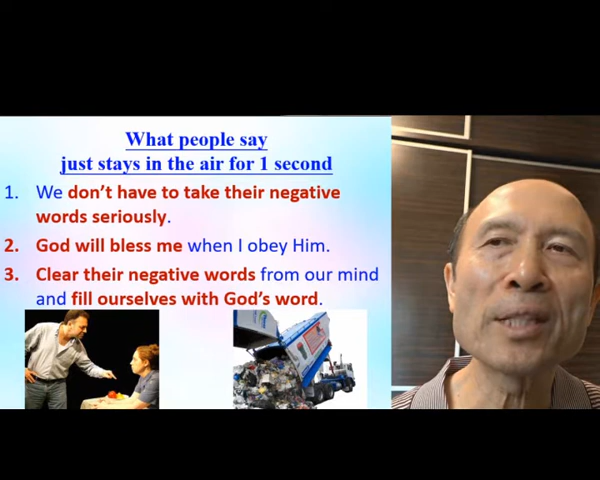 What people say
just stays in the air for 1 second
1. We don't have to take their negative
words seriously.
2. God will bless me when I obey Him.
3. Clear their negative words from our mind
and fill ourselves with God's word.